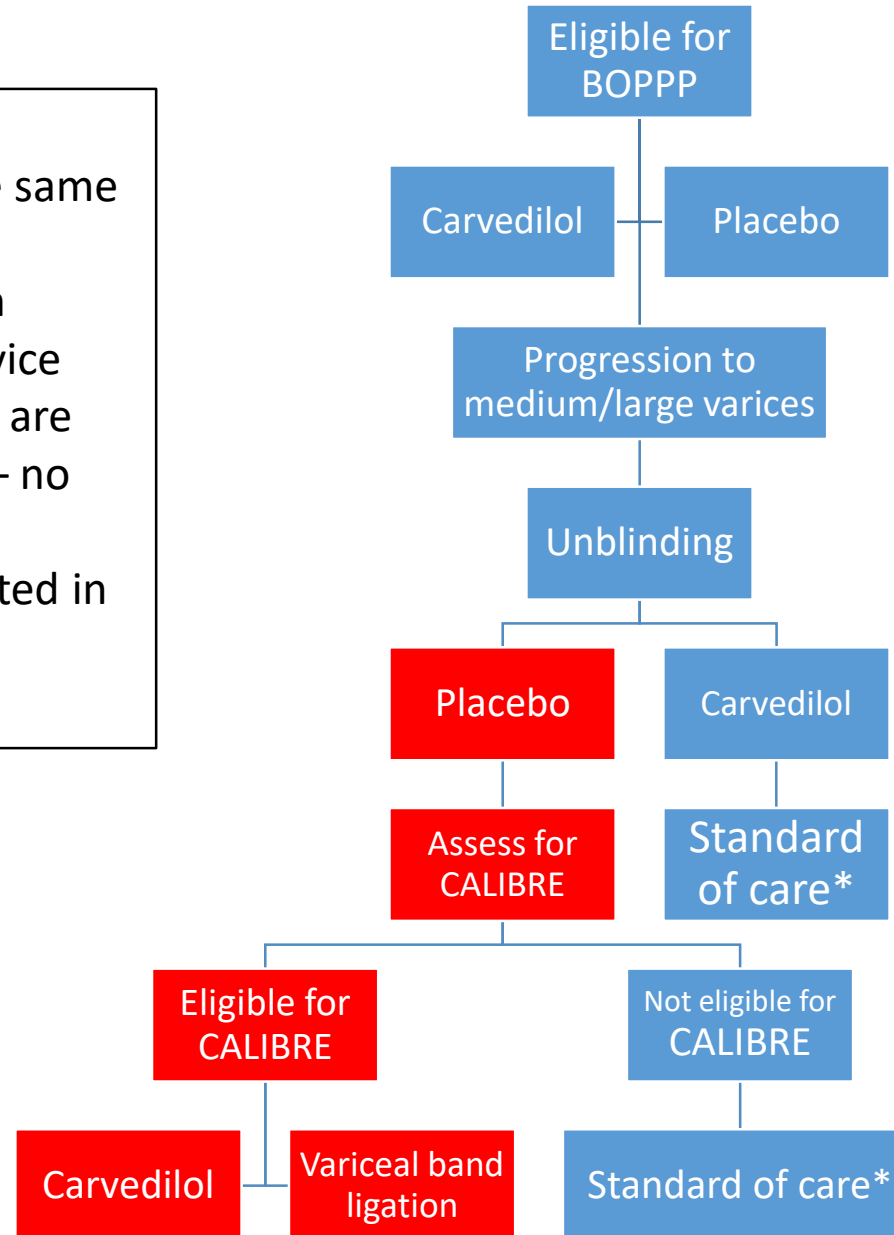 same
vice
are
- no
ted in
Eligible for
BOPPP
Carvedilol
Placebo
Progression to
medium/large varices
Unblinding
Placebo
Carvedilol
Assess for
CALIBRE
Standard
of care*
Eligible for
CALIBRE
Not eligible for
CALIBRE
Carvedilol
Variceal band
ligation
Standard of care*